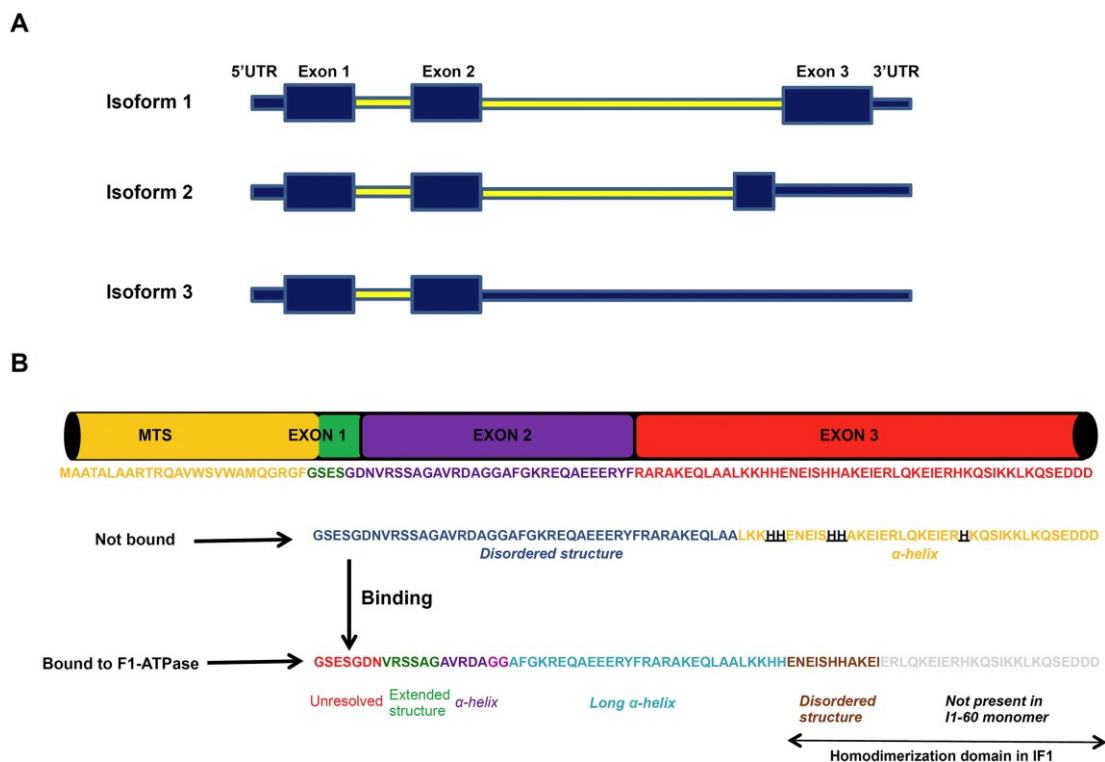 A
5'UTR Exon 1 Exon 2 Exon 3 3'UTR
Isoform 1
Isoform 2
Isoform 3
B
MTS EXON 1 EXON 2 EXON 3
MAATALAARTRQAVWSVWAMQGRGFGSESGDNVRSSAGAVRDAGGAFGKREQAEEERYFRARAKEQLAALKKHHENEISHHAKEIERLQKEIERHKQSIKKLKQSEDDD
Not bound GSESGDNVRSSAGAVRDAGGAFGKREQAEEERYFRARAKEQLAALKKHHENEISHHAKEIERLQKEIERHKQSIKKLKQSEDDD
Disordered structure α-helix
Binding
Bound to F1-ATPase GSESGDNVRSSAGAVRDAGGAFGKREQAEEERYFRARAKEQLAALKKHHENEISHHAKEIERLQKEIERHKQSIKKLKQSEDDD
Unresolved Extended structure α-helix Long α-helix Disordered structure Not present in I1-60 monomer
Homodimerization domain in IF1